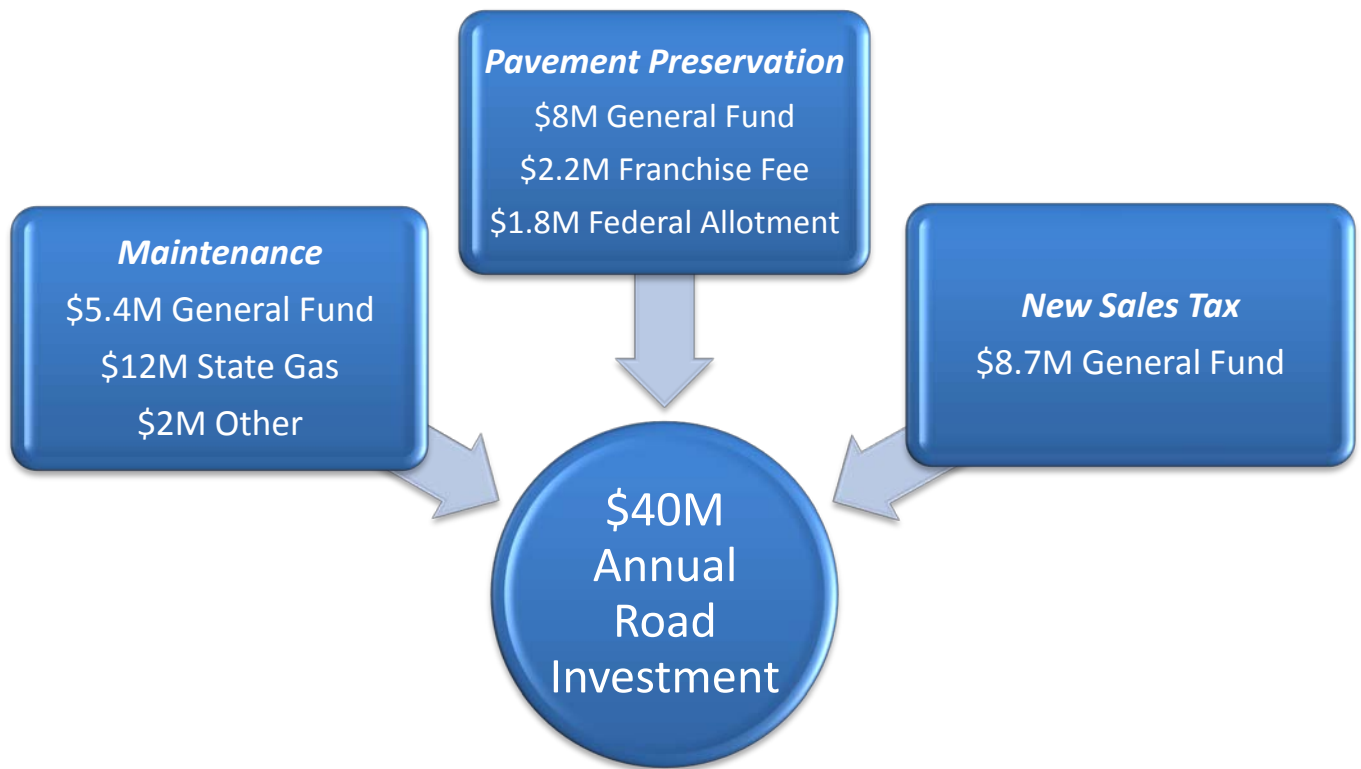 Pavement Preservation
$8M General Fund
$2.2M Franchise Fee
$1.8M Federal Allotment
Maintenance
$5.4M General Fund
$12M State Gas
$2M Other
New Sales Tax
$8.7M General Fund
$40M
Annual
Road
Investment